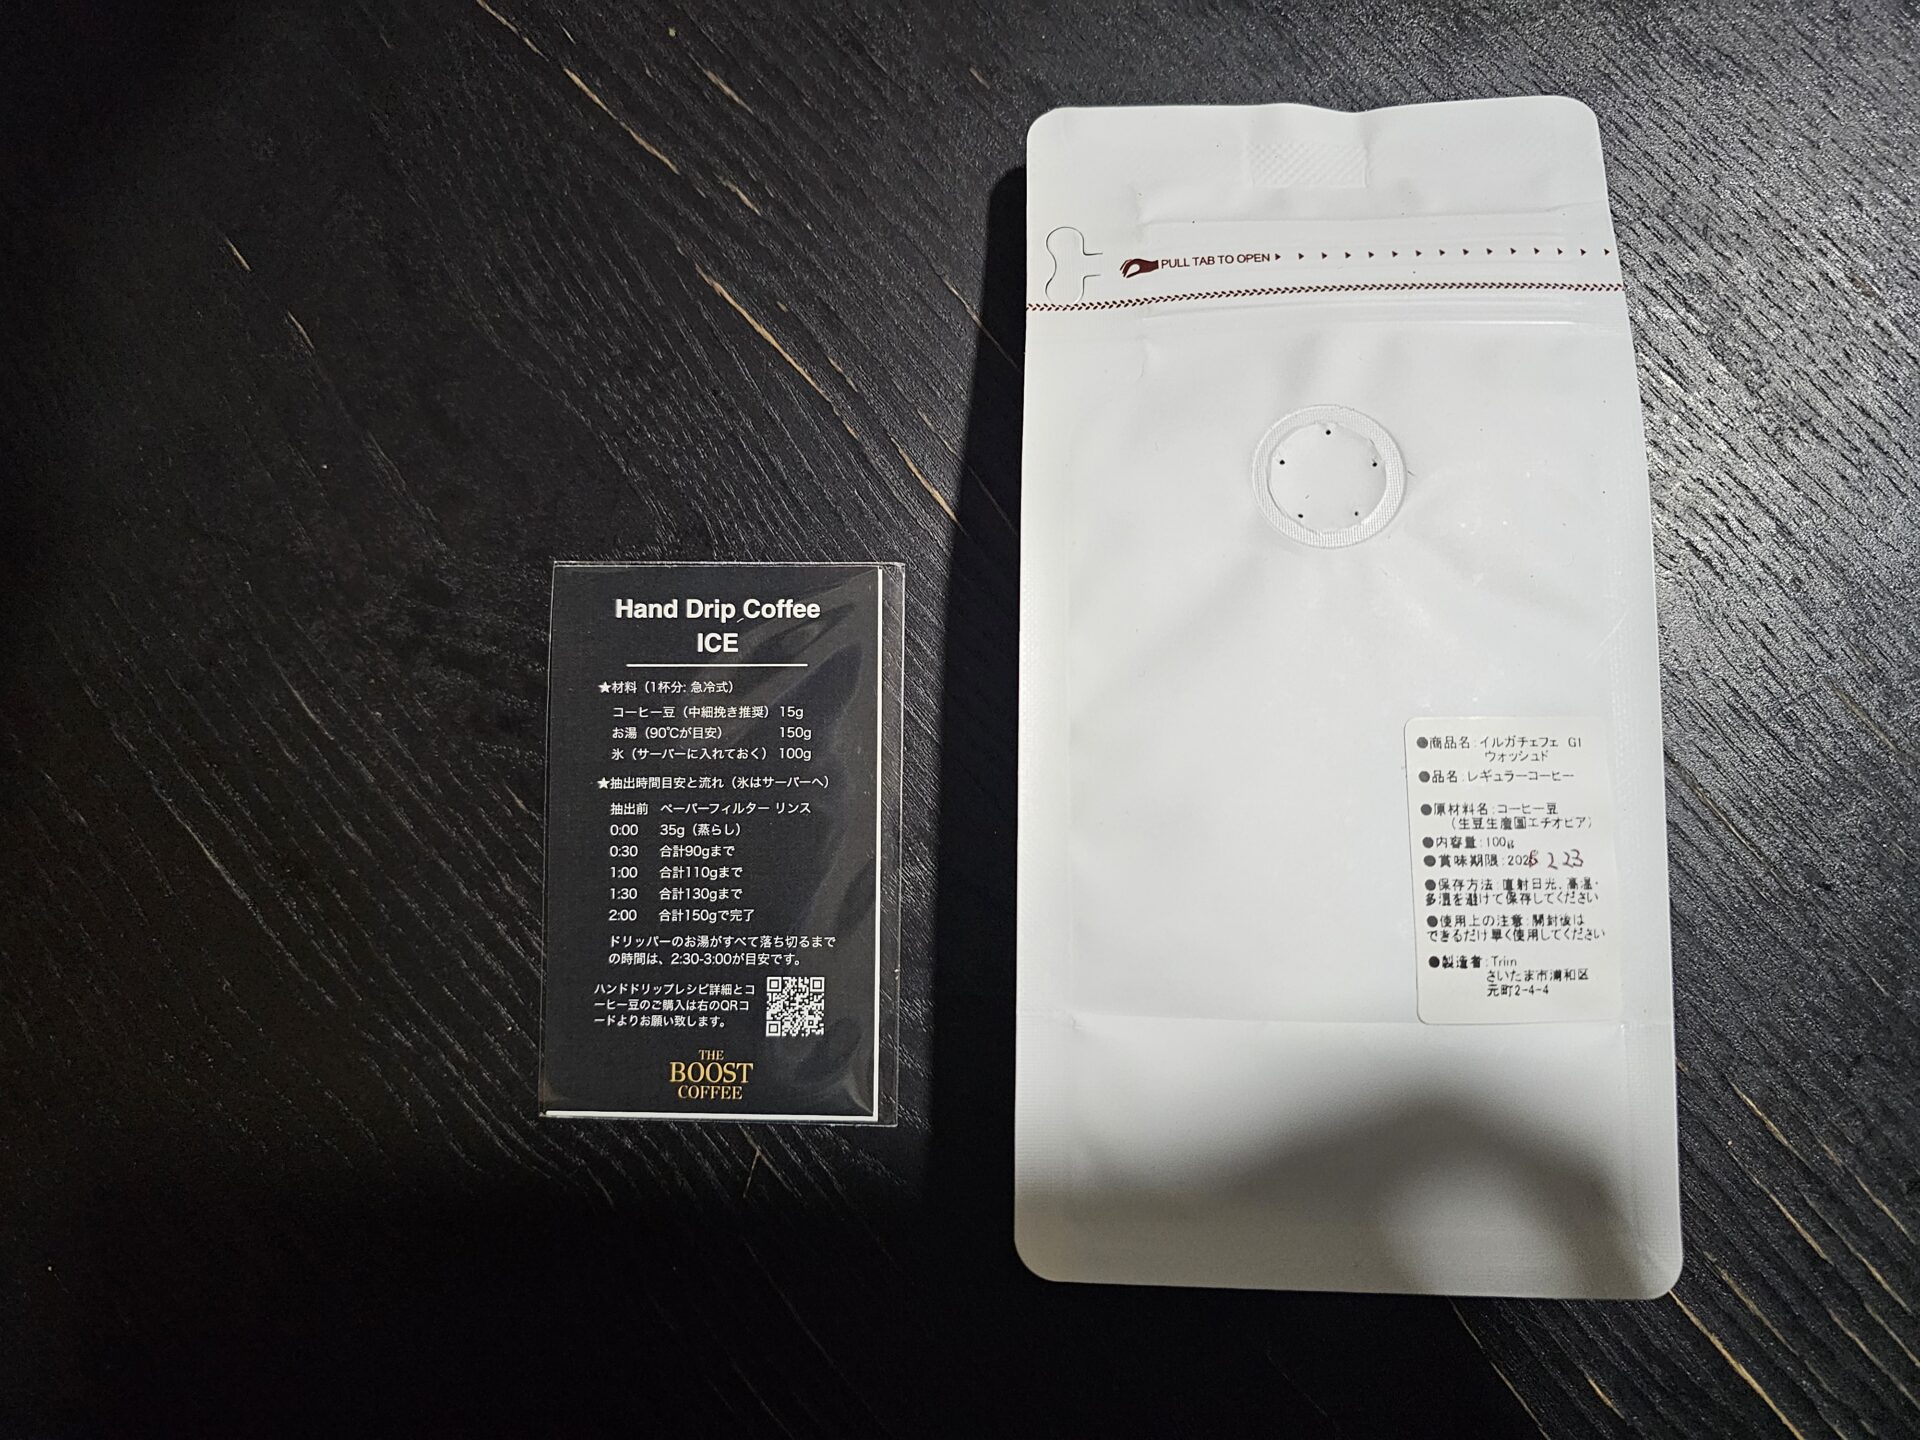 Hand Drip Coffee
ICE
★材料（1杯分: 急冷式）
コーヒー豆（中細挽き推奨） 15g
お湯（90℃が目安） 150g
氷（サーバーに入れておく） 100g
★抽出時間目安と流れ（氷はサーバーへ）
抽出前 ペーパーフィルター リンス
0:00 35g（蒸らし）
0:30 合計90gまで
1:00 合計110gまで
1:30 合計130gまで
2:00 合計150gで完了
ドリッパーのお湯がすべて落ち切るまで
の時間は、2:30-3:00が目安です。
ハンドドリップレシピ詳細とコ
ーヒー豆のご購入は右のQRコ
ードよりお願い致します。
THE
BOOST
COFFEE
PULL TAB TO OPEN
●商品名:イルガチェフェ G1
ウォッシュド
●品名:レギュラーコーヒー
●原材料名:コーヒー豆
（生豆生産国エチオピア）
●内容量:100g
●賞味期限:2026 2 23
●保存方法:直射日光、高温・
多湿を避けて保存してください
●使用上の注意:開封後は
できるだけ早く使用してください
●製造者:Triin
さいたま市浦和区
元町2-4-4